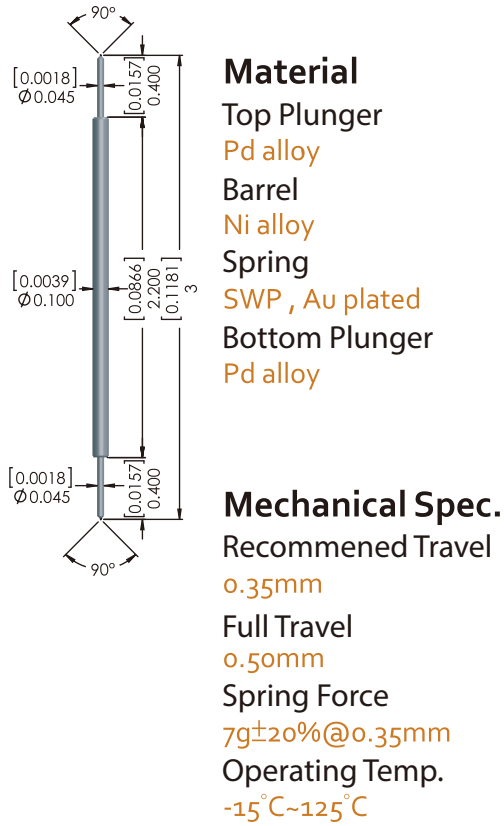 90°
[0.0018]
Ø0.045
[0.0157]
0.400
[0.0039]
Ø0.100
[0.0866]
2.200
[0.1181]
3
[0.0018]
Ø0.045
[0.0157]
0.400
90°
Material
Top Plunger
Pd alloy
Barrel
Ni alloy
Spring
SWP , Au plated
Bottom Plunger
Pd alloy
Mechanical Spec.
Recommened Travel
0.35mm
Full Travel
0.50mm
Spring Force
7g±20%@0.35mm
Operating Temp.
-15°C~125°C